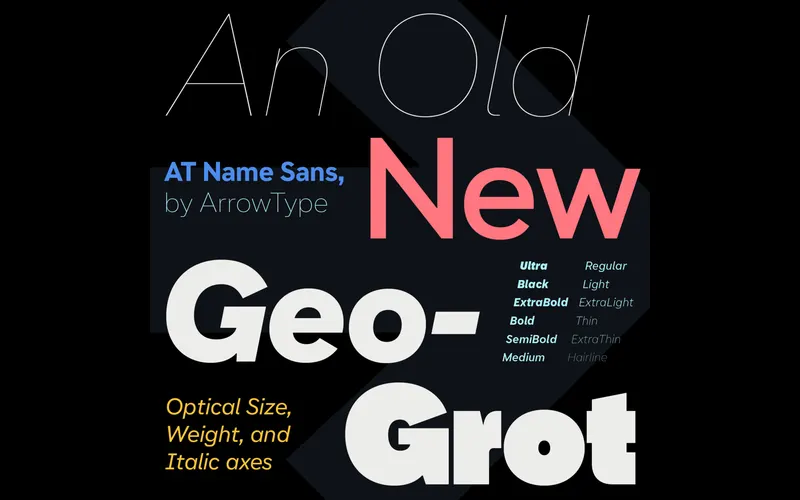 An Old
AT Name Sans,
by ArrowType
New
Geo-
Ultra
Black
ExtraBold
Bold
SemiBold
Medium
Regular
Light
ExtraLight
Thin
ExtraThin
Hairline
Optical Size,
Weight, and
Italic axes
Grot